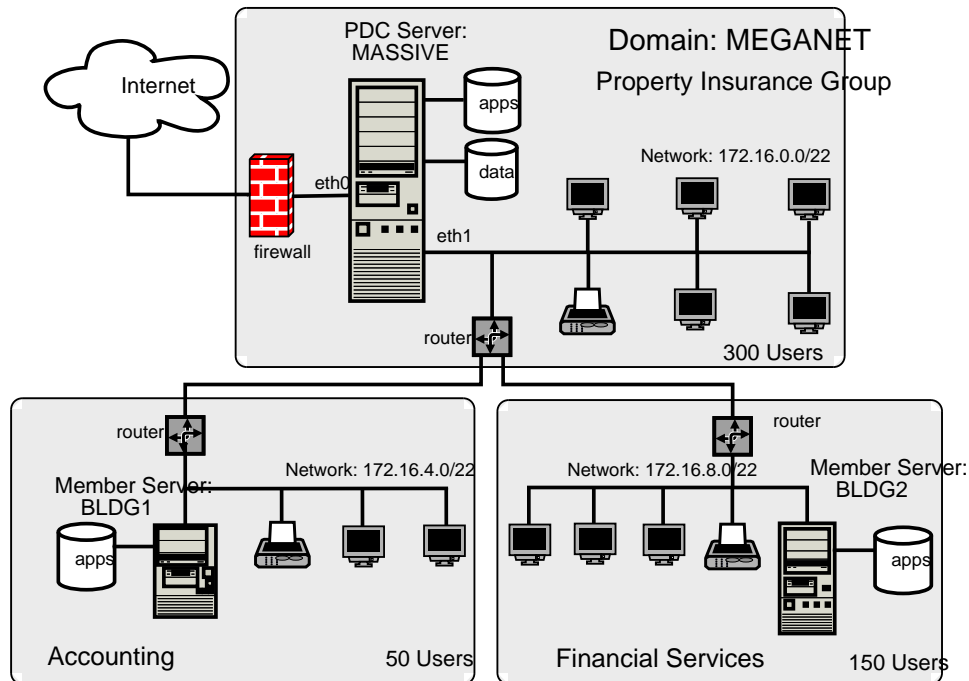 PDC Server:
MASSIVE
Domain: MEGANET
Property Insurance Group
Internet
apps
data
Network: 172.16.0.0/22
eth0
eth1
firewall
router
300 Users
router
Network: 172.16.4.0/22
Member Server:
BLDG1
apps
Accounting
50 Users
router
Network: 172.16.8.0/22
Member Server:
BLDG2
apps
Financial Services
150 Users